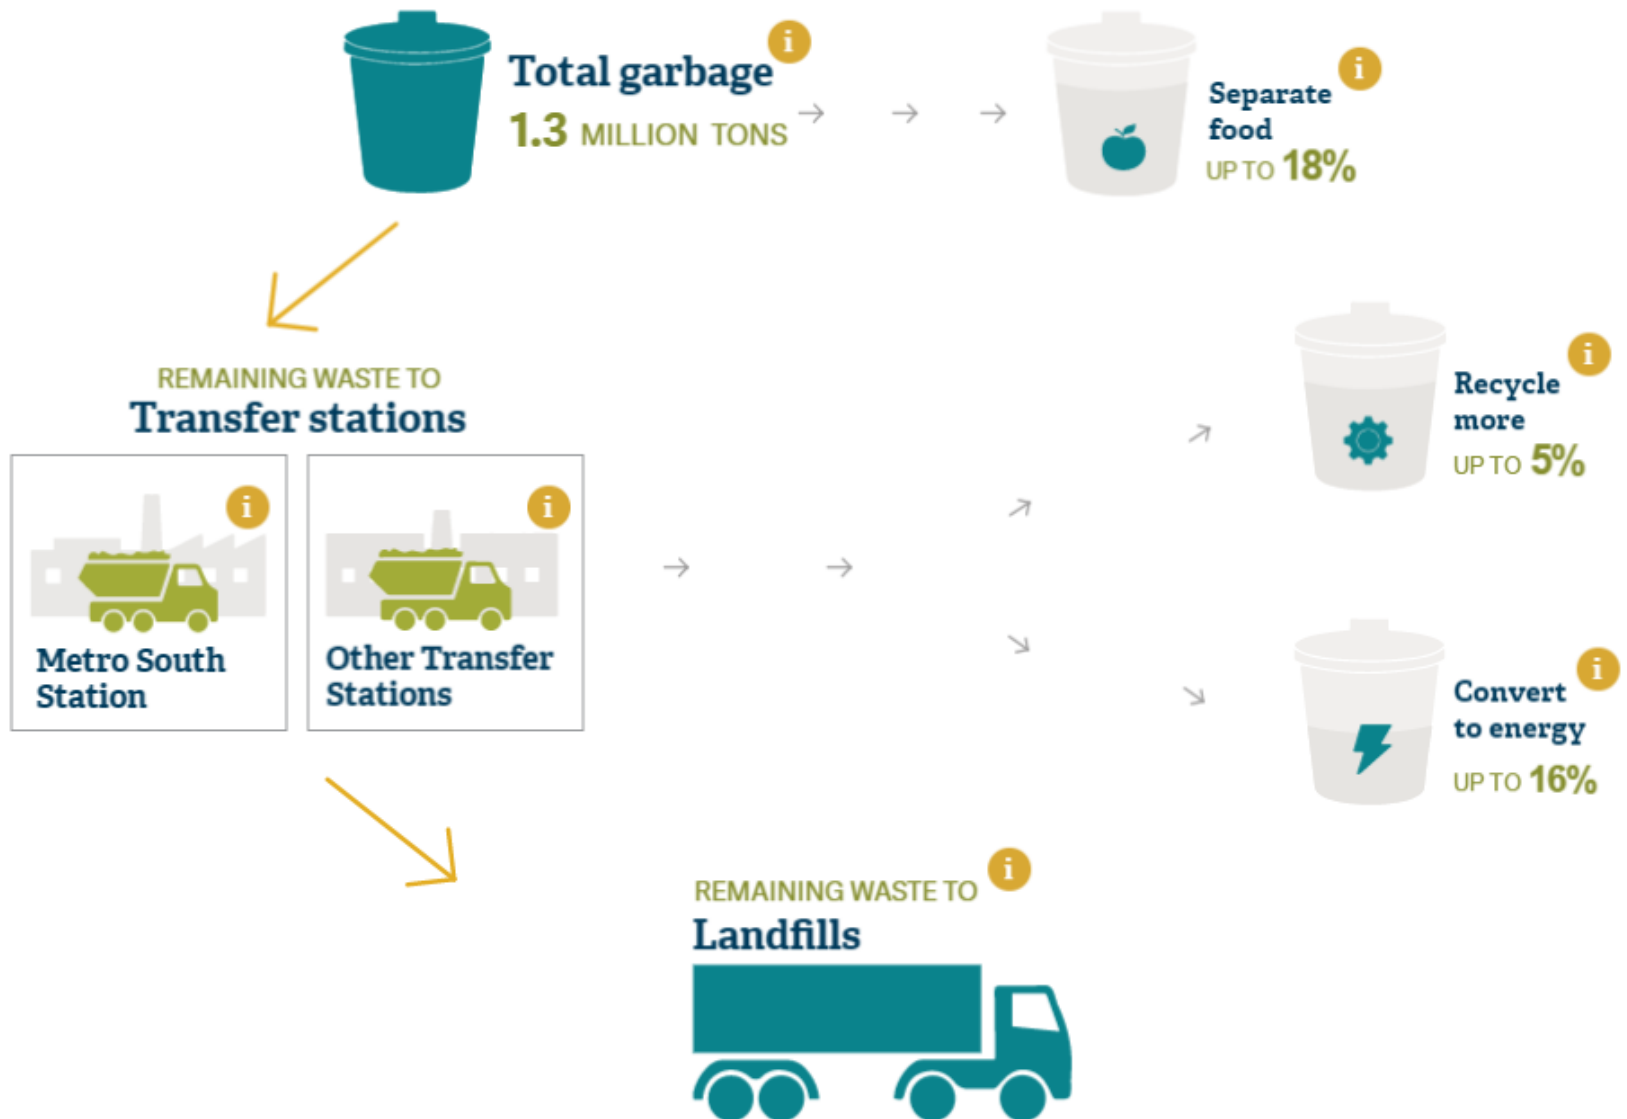 Total garbage i
1.3 MILLION TONS
i
Separate
food
UP TO 18%
REMAINING WASTE TO
Transfer stations
i
Metro South
Station
i
Other Transfer
Stations
i
Recycle
more
UP TO 5%
i
Convert
to energy
UP TO 16%
REMAINING WASTE TO i
Landfills